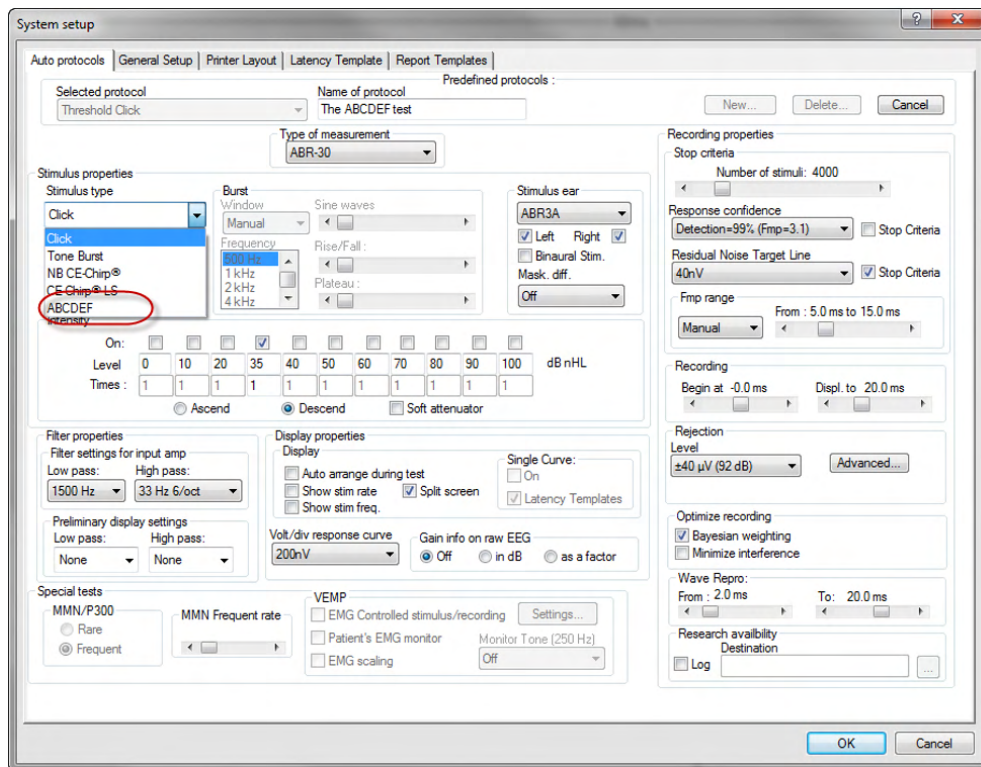 System setup
Auto protocols General Setup Printer Layout Latency Template Report Templates
Predefined protocols :
Selected protocol
Threshold Click
Name of protocol
The ABCDEF test
New... Delete... Cancel
Type of measurement
ABR-30
Stimulus properties
Stimulus type
Click
Click
Tone Burst
NB CE-Chirp®
CE-Chirp® LS
ABCDEF
Burst
Window
Manual
Sine waves
Frequency
500 Hz
1 kHz
2 kHz
4 kHz
Rise/Fall :
Plateau :
Stimulus ear
ABR3A
Left Right
Binaural Stim.
Mask. diff.
Off
Intensity
On:
Level 0 10 20 35 40 50 60 70 80 90 100 dB nHL
Times : 1 1 1 1 1 1 1 1 1 1 1
Ascend Descend Soft attenuator
Filter properties
Filter settings for input amp
Low pass: High pass:
1500 Hz 33 Hz 6/oct
Preliminary display settings
Low pass: High pass:
None None
Display properties
Display
Auto arrange during test
Show stim rate Split screen
Show stim freq.
Single Curve:
On
Latency Templates
Volt/div response curve
200nV
Gain info on raw EEG
Off in dB as a factor
Special tests
MMN/P300
Rare
Frequent
MMN Frequent rate
VEMP
EMG Controlled stimulus/recording Settings...
Patient's EMG monitor
EMG scaling
Monitor Tone (250 Hz)
Off
Recording properties
Stop criteria
Number of stimuli: 4000
Response confidence
Detection=99% (Fmp=3.1) Stop Criteria
Residual Noise Target Line
40nV Stop Criteria
Fmp range
Manual
From : 5.0 ms to 15.0 ms
Recording
Begin at -0.0 ms Displ. to 20.0 ms
Rejection
Level
±40 µV (92 dB) Advanced...
Optimize recording
Bayesian weighting
Minimize interference
Wave Repro:
From : 2.0 ms To: 20.0 ms
Research availbility
Destination
Log ...
OK Cancel